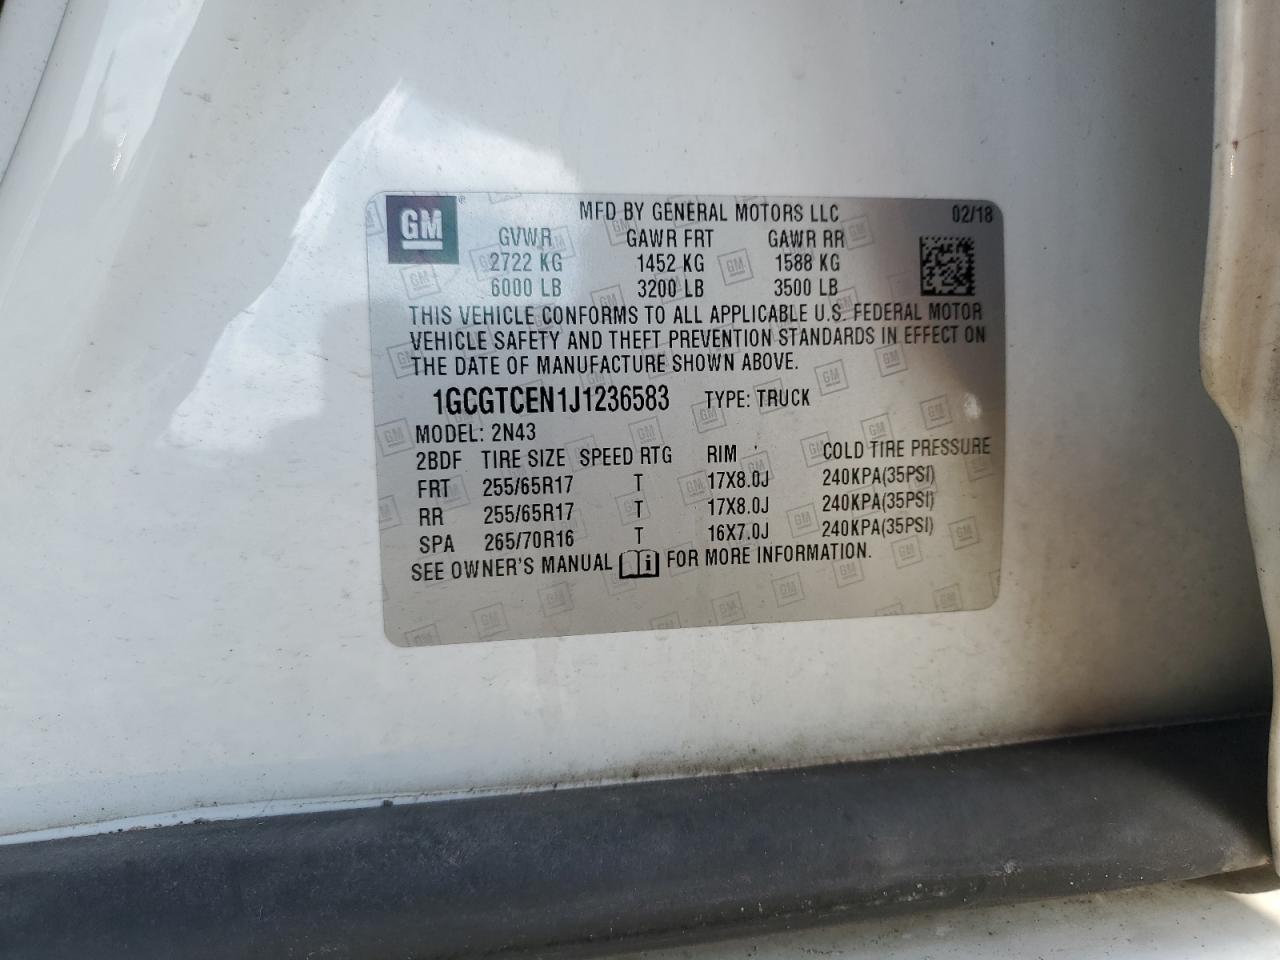 GM
MFD BY GENERAL MOTORS LLC 02/18
GVWR GAWR FRT GAWR RR
2722 KG 1452 KG 1588 KG
6000 LB 3200 LB 3500 LB
THIS VEHICLE CONFORMS TO ALL APPLICABLE U.S. FEDERAL MOTOR
VEHICLE SAFETY AND THEFT PREVENTION STANDARDS IN EFFECT ON
THE DATE OF MANUFACTURE SHOWN ABOVE.
1GCGTCEN1J1236583 TYPE: TRUCK
MODEL: 2N43
2BDF TIRE SIZE SPEED RTG RIM COLD TIRE PRESSURE
FRT 255/65R17 T 17X8.0J 240KPA(35PSI)
RR 255/65R17 T 17X8.0J 240KPA(35PSI)
SPA 265/70R16 T 16X7.0J 240KPA(35PSI)
SEE OWNER'S MANUAL FOR MORE INFORMATION.